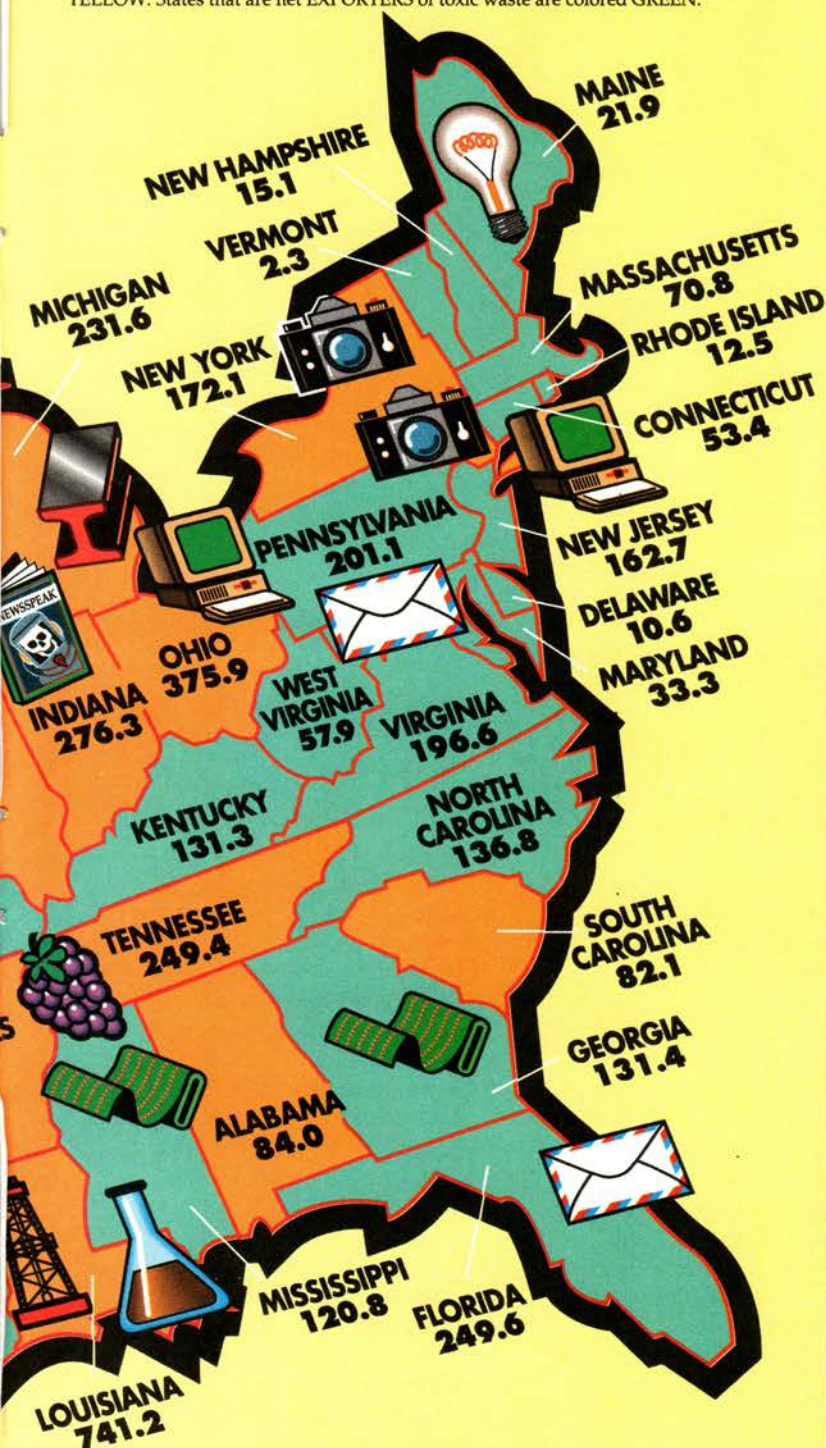 YELLOW. States that are net EXPORTERS of toxic waste are colored GREEN.
MAINE
21.9
NEW HAMPSHIRE
15.1
VERMONT
2.3
MASSACHUSETTS
70.8
MICHIGAN
231.6
RHODE ISLAND
12.5
NEW YORK
172.1
CONNECTICUT
53.4
PENNSYLVANIA
201.1
NEW JERSEY
162.7
NEWSSPEAK
DELAWARE
10.6
OHIO
375.9
MARYLAND
33.3
INDIANA
276.3
WEST
VIRGINIA
57.9
VIRGINIA
196.6
KENTUCKY
131.3
NORTH
CAROLINA
136.8
TENNESSEE
249.4
SOUTH
CAROLINA
82.1
S
GEORGIA
131.4
ALABAMA
84.0
MISSISSIPPI
120.8
FLORIDA
249.6
LOUISIANA
741.2